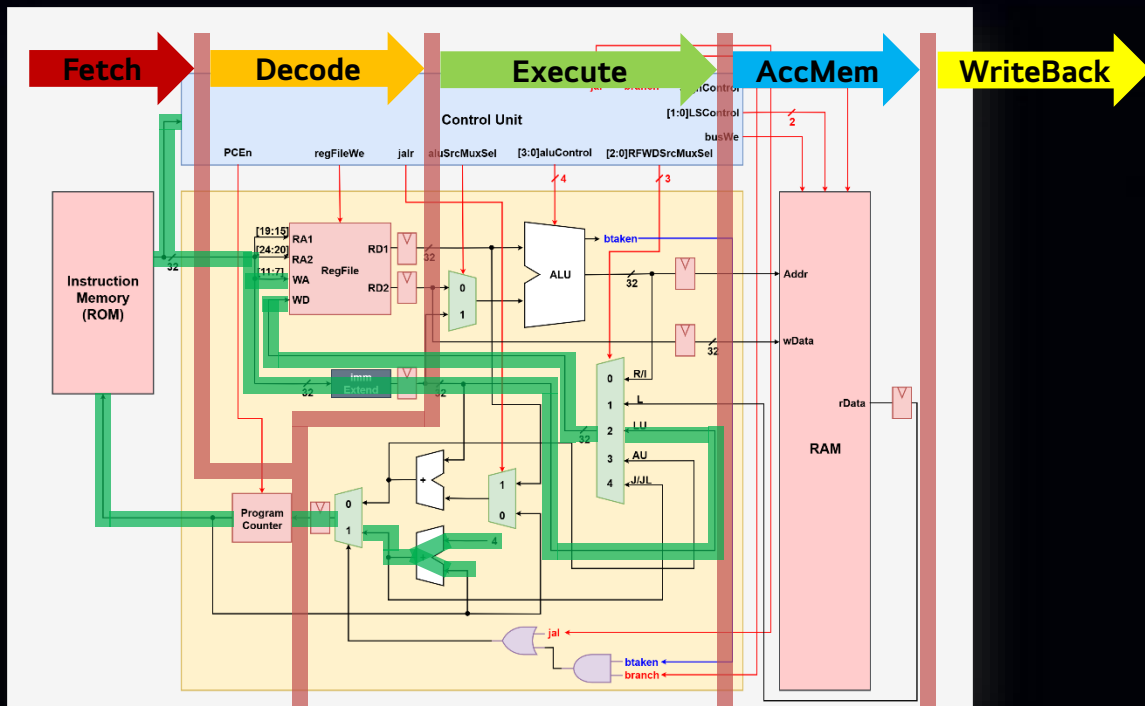 Fetch
Decode
Execute
AccMem
WriteBack
Control Unit
[1:0]LSControl
2
busWe
PCEn
regFileWe
jalr
aluSrcMuxSel
[3:0]aluControl
[2:0]RFWDSrcMuxSel
4
3
[19:15]
RA1
[24:20]
RA2
[11:7]
WA
WD
RegFile
RD1
RD2
32
32
0
1
ALU
btaken
32
Addr
wData
32
Instruction
Memory
(ROM)
32
Imm
Extend
32
0
R/I
1
L
2
LU
3
AU
4
J/JL
32
rData
RAM
+
1
0
Program
Counter
0
1
4
jal
btaken
branch